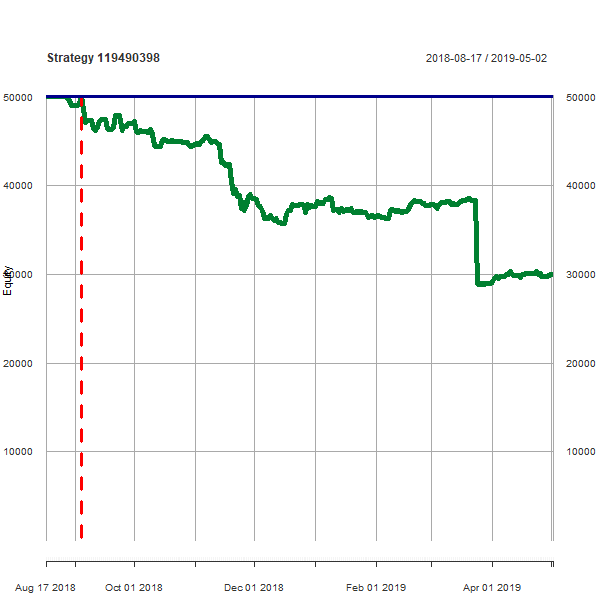 Strategy 119490398 2018-08-17 / 2019-05-02
50000 50000
40000 40000
30000 30000
Equity
20000 20000
10000 10000
Aug 17 2018 Oct 01 2018 Dec 01 2018 Feb 01 2019 Apr 01 2019